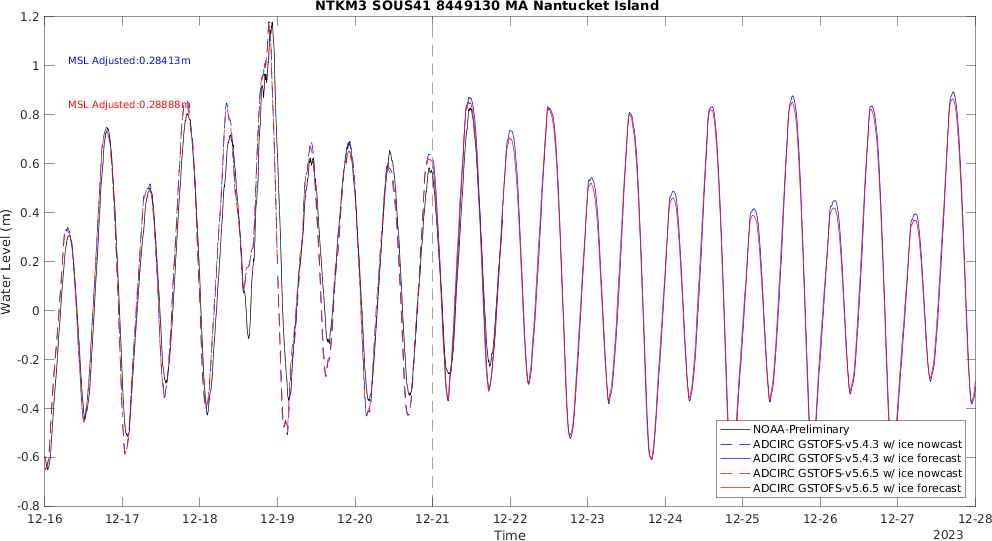 NTKM3 SOUS41 8449130 MA Nantucket Island
1.2
1
0.8
0.6
0.4
0.2
0
-0.2
-0.4
-0.6
-0.8
Water Level (m)
MSL Adjusted:0.28413m
MSL Adjusted:0.28888m
NOAA-Preliminary
ADCIRC GSTOFS-v5.4.3 w/ ice nowcast
ADCIRC GSTOFS-v5.4.3 w/ ice forecast
ADCIRC GSTOFS-v5.6.5 w/ ice nowcast
ADCIRC GSTOFS-v5.6.5 w/ ice forecast
12-16 12-17 12-18 12-19 12-20 12-21 12-22 12-23 12-24 12-25 12-26 12-27 12-28
Time
2023